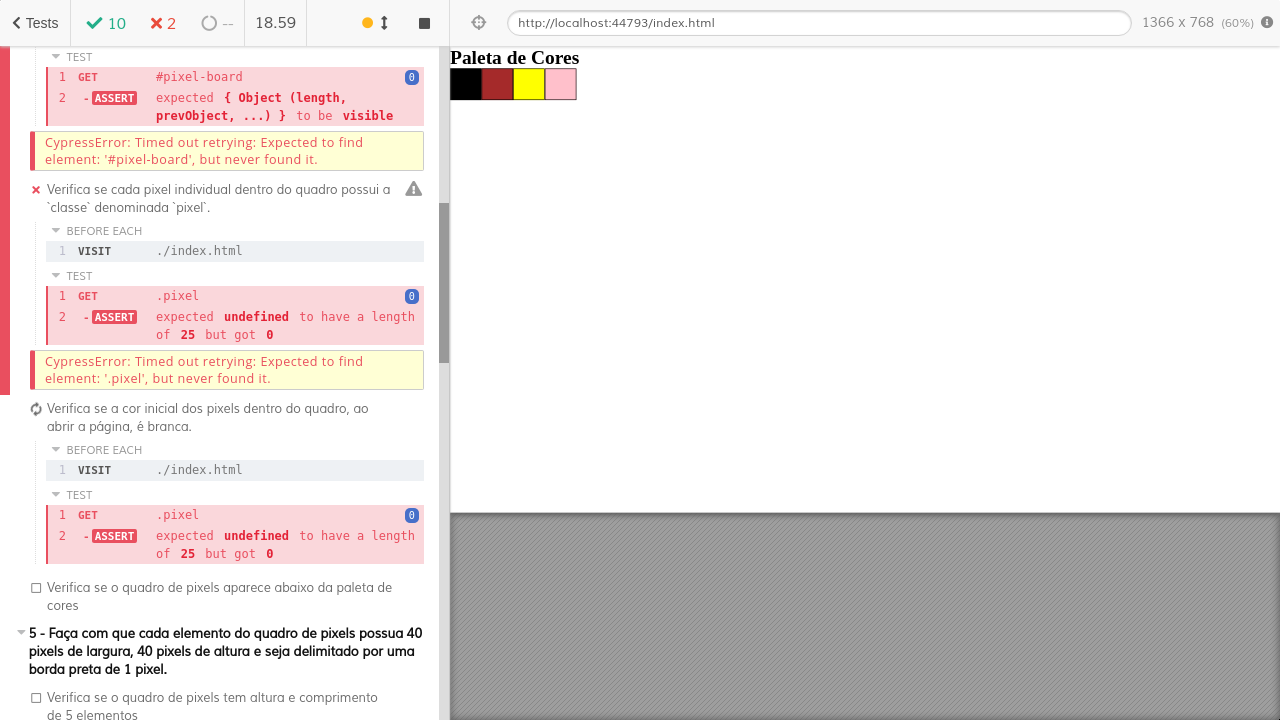 Tests 10 2 -- 18.59
http://localhost:44793/index.html 1366 x 768 (60%)
TEST
1 GET #pixel-board 0
2 -ASSERT expected { Object (length,
prevObject, ...) } to be visible
CypressError: Timed out retrying: Expected to find
element: '#pixel-board', but never found it.
Verifica se cada pixel individual dentro do quadro possui a
`classe` denominada `pixel`.
BEFORE EACH
1 VISIT ./index.html
TEST
1 GET .pixel 0
2 -ASSERT expected undefined to have a length
of 25 but got 0
CypressError: Timed out retrying: Expected to find
element: '.pixel', but never found it.
Verifica se a cor inicial dos pixels dentro do quadro, ao
abrir a página, é branca.
BEFORE EACH
1 VISIT ./index.html
TEST
1 GET .pixel 0
2 -ASSERT expected undefined to have a length
of 25 but got 0
Verifica se o quadro de pixels aparece abaixo da paleta de
cores
5 - Faça com que cada elemento do quadro de pixels possua 40
pixels de largura, 40 pixels de altura e seja delimitado por uma
borda preta de 1 pixel.
Verifica se o quadro de pixels tem altura e comprimento
de 5 elementos
Paleta de Cores